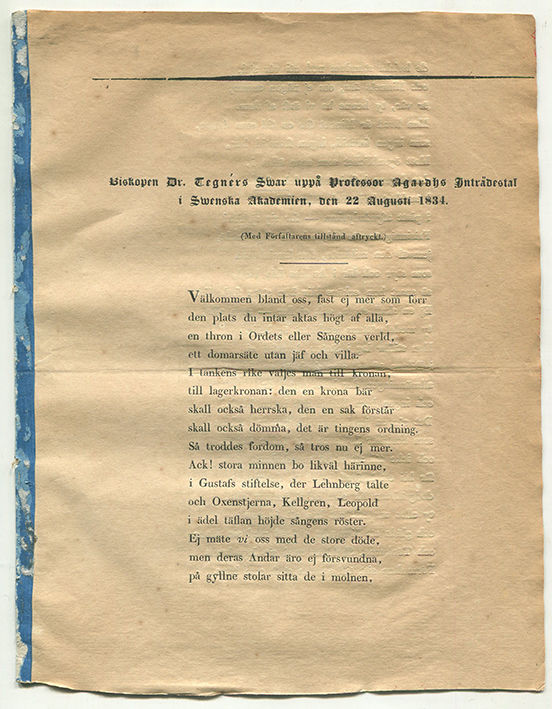 Biskopen Dr. Tegnérs Swar uppå Professor Agardhs Inträdestal
i Swenska Akademien, den 22 Augusti 1834.
(Med Författarens tillstånd aftryckt.)
Välkommen bland oss, fast ej mer som förr
den plats du intar aktas högt af alla,
en thron i Ordets eller Sångens verld,
ett domarsäte utan jäf och villa.
I tankens rike väljes man till kronan,
till lagerkronan: den en krona bär
skall också herrska, den en sak förstår
skall också dömma, det är tingens ordning.
Så troddes fordom, så tros nu ej mer.
Ack! stora minnen bo likväl härinne,
i Gustafs stiftelse, der Lehnberg talte
och Oxenstjerna, Kellgren, Leopold
i ädel täflan höjde sångens röster.
Ej mäte vi oss med de store döde,
men deras Andar äro ej försvundna,
på gyllne stolar sitta de i molnen,